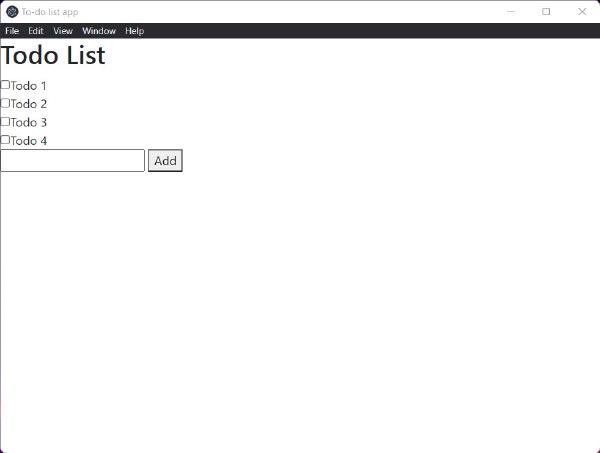 To-do list app
File Edit View Window Help
Todo List
Todo 1
Todo 2
Todo 3
Todo 4
Add